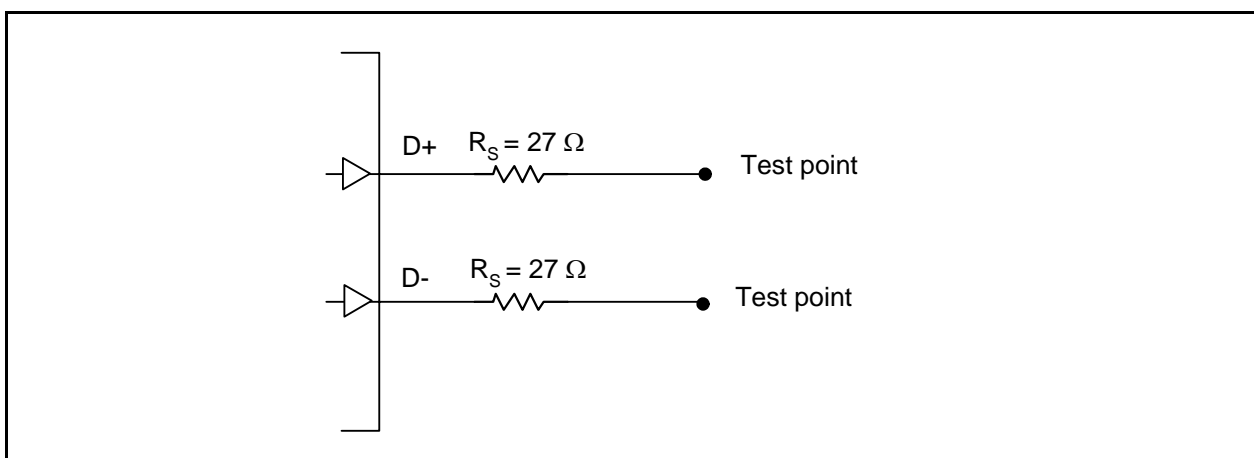 D+ R_S = 27 Ω Test point
D- R_S = 27 Ω Test point